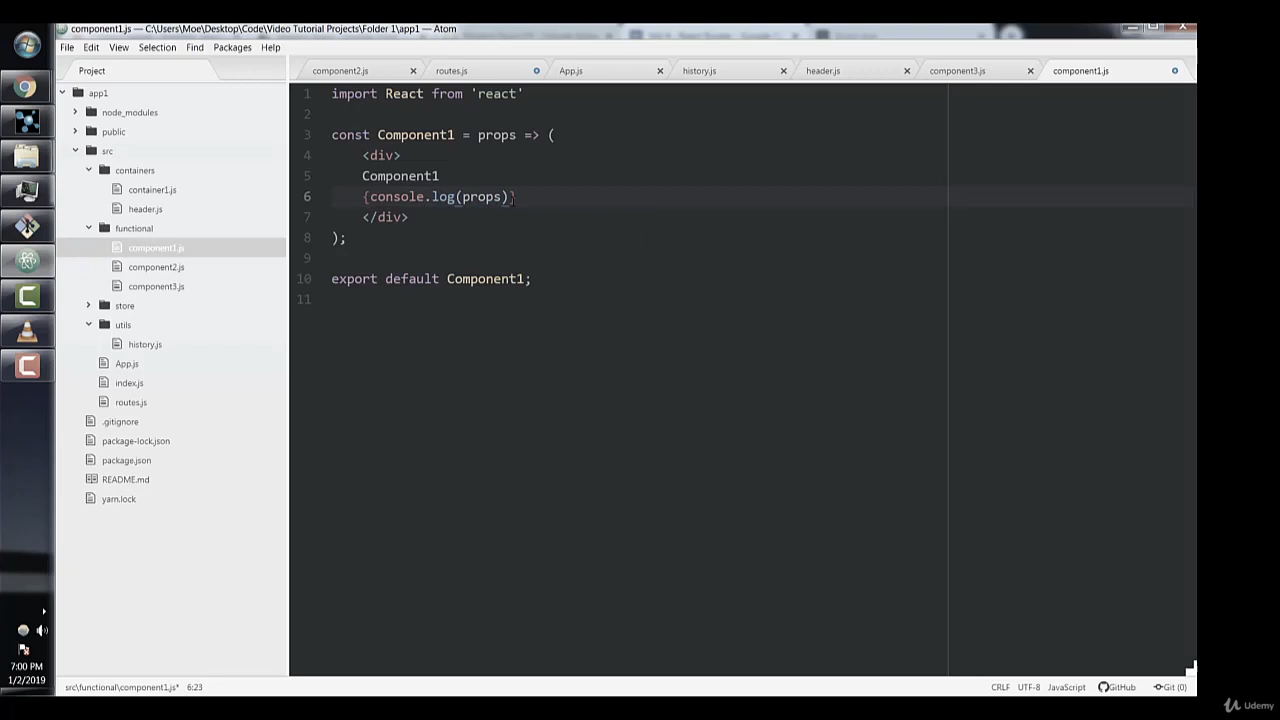 component1.js — C:\Users\Moe\Desktop\Code\Video Tutorial Projects\Folder 1\app1 — Atom
File Edit View Selection Find Packages Help
Project
component2.js routes.js App.js history.js header.js component3.js component1.js
app1
node_modules
public
src
containers
container1.js
header.js
functional
component1.js
component2.js
component3.js
store
utils
history.js
App.js
index.js
routes.js
.gitignore
package-lock.json
package.json
README.md
yarn.lock
1 import React from 'react'
2
3 const Component1 = props => (
4 <div>
5 Component1
6 {console.log(props)}
7 </div>
8 );
9
10 export default Component1;
11
7:00 PM
1/2/2019
src\functional\component1.js* 6:23
CRLF UTF-8 JavaScript GitHub Git (0)
Udemy